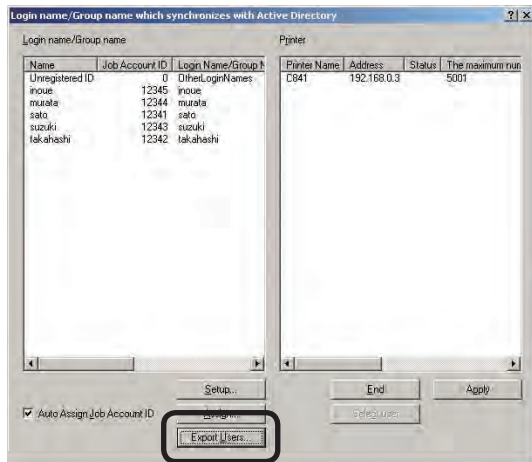 Login name/Group name which synchronizes with Active Directory
Login name/Group name
Printer
Name Job Account ID Login Name/Group N
Unregistered ID 0 OtherLoginNames
inoue 12345 inoue
murata 12344 murata
sato 12341 sato
suzuki 12343 suzuki
takahashi 12342 takahashi
Printer Name Address Status The maximum num
C841 192.168.0.3 5001
Setup...
End
Apply
Auto Assign Job Account ID
Assign...
Select user
Export Users...